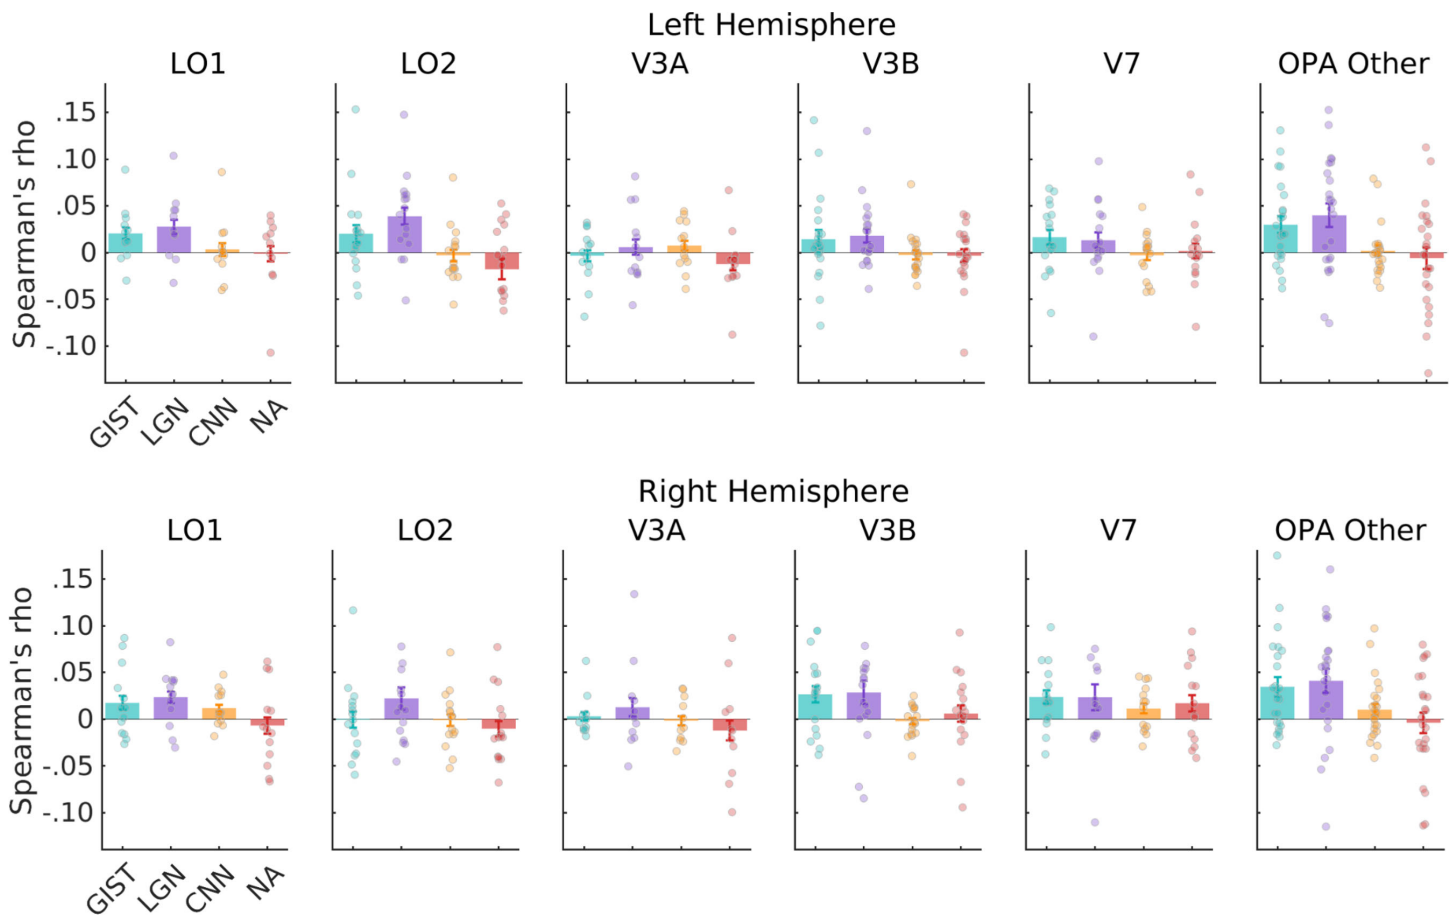 Left Hemisphere
LO1 LO2 V3A V3B V7 OPA Other
Spearman's rho
.15
.10
.05
0
-.05
-.10
GIST LGN CNN NA
Right Hemisphere
LO1 LO2 V3A V3B V7 OPA Other
Spearman's rho
.15
.10
.05
0
-.05
-.10
GIST LGN CNN NA